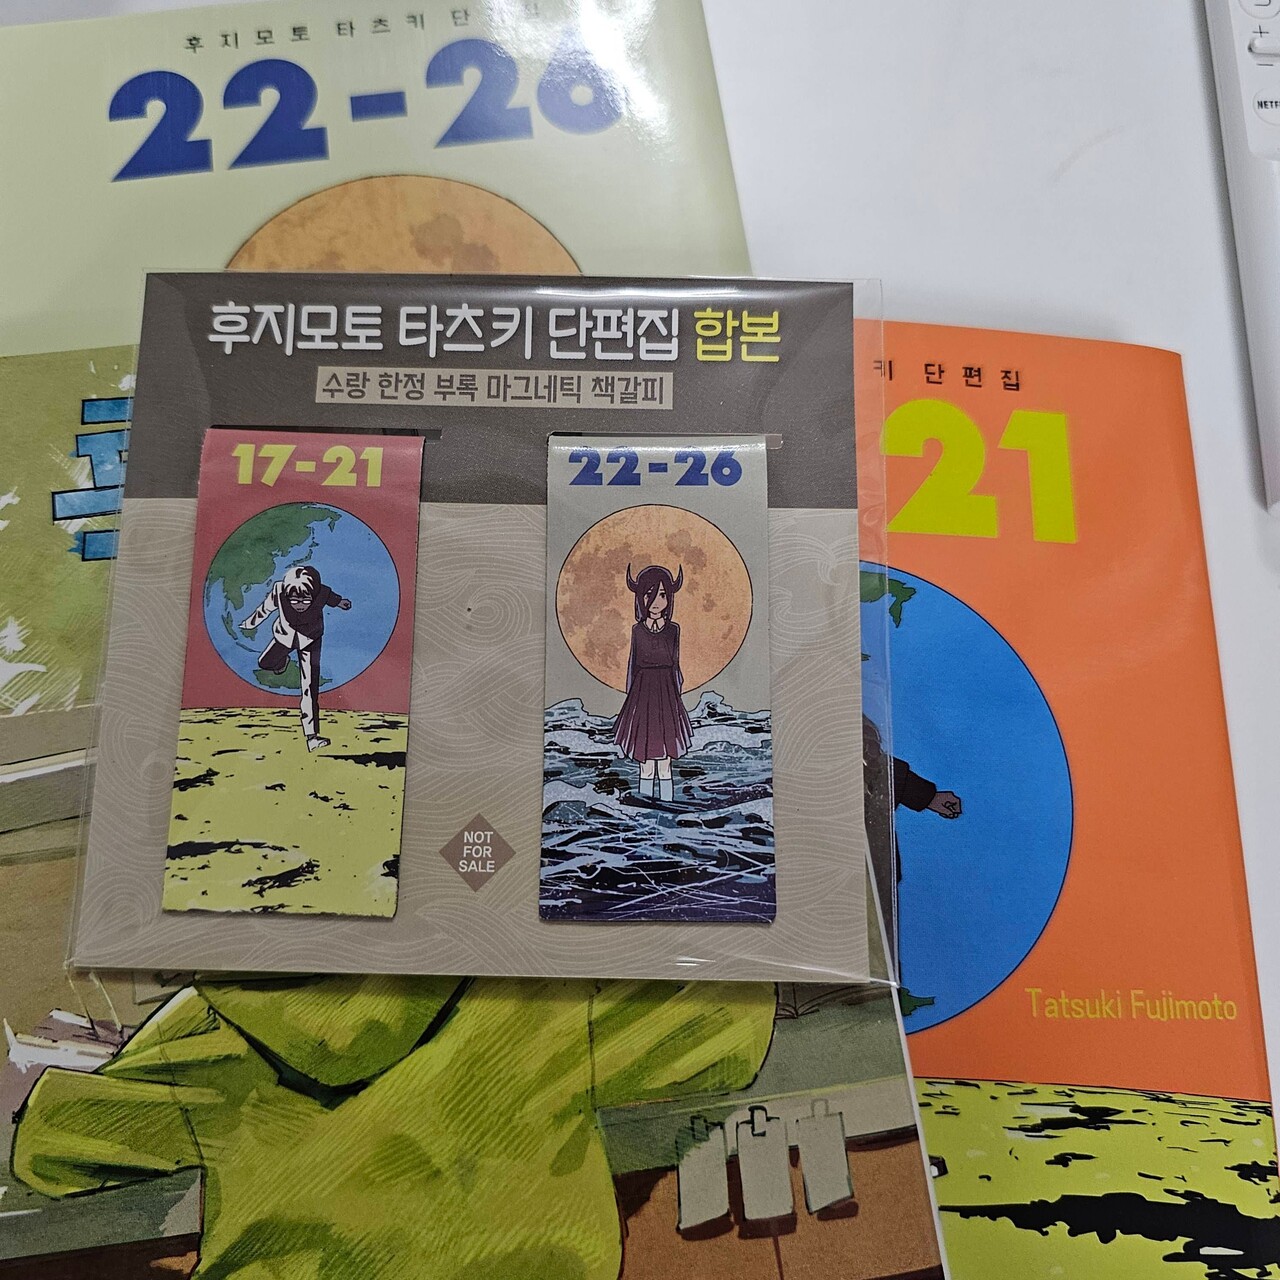 후지모토 타츠키 단
22-26
후지모토 타츠키 단편집 합본
수량 한정 부록 마그네틱 책갈피
17-21
22-26
NOT
FOR
SALE
키 단편집
21
Tatsuki Fujimoto